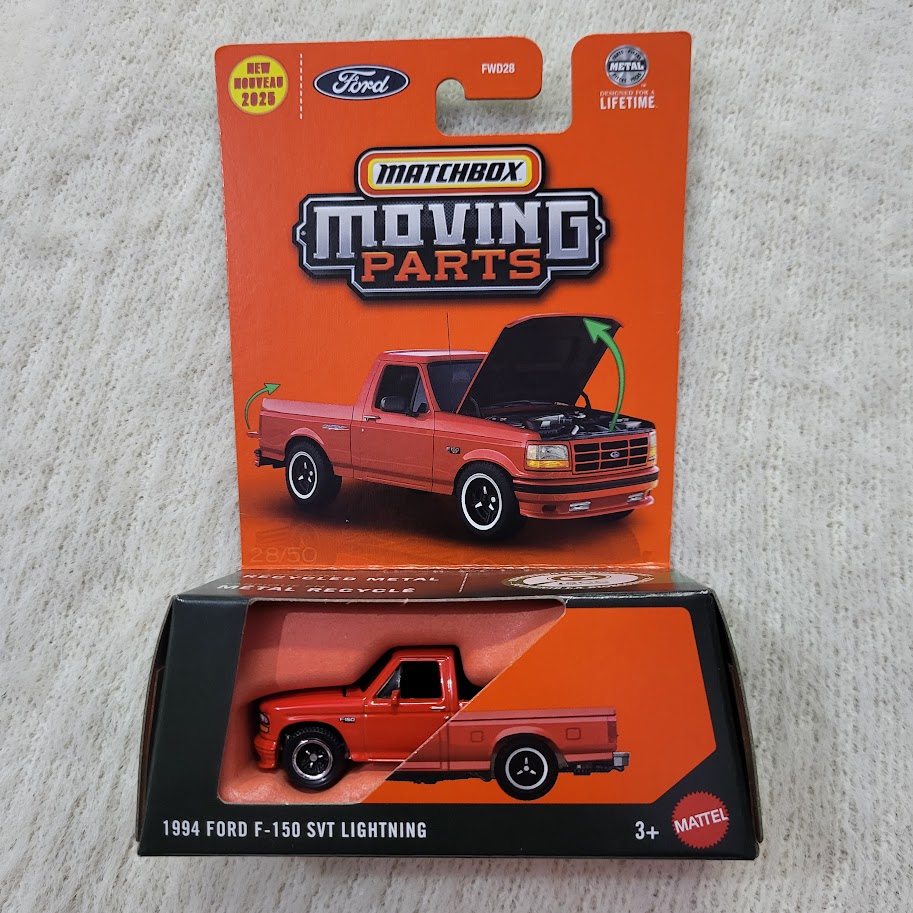 NEW
NOUVEAU
2025
Ford
FWD28
METAL
DESIGNED FOR A
LIFETIME™
MATCHBOX
MOVING
PARTS
28/50
RECYCLED METAL
METAL RECYCLÉ
F-150
1994 FORD F-150 SVT LIGHTNING
3+
MATTEL